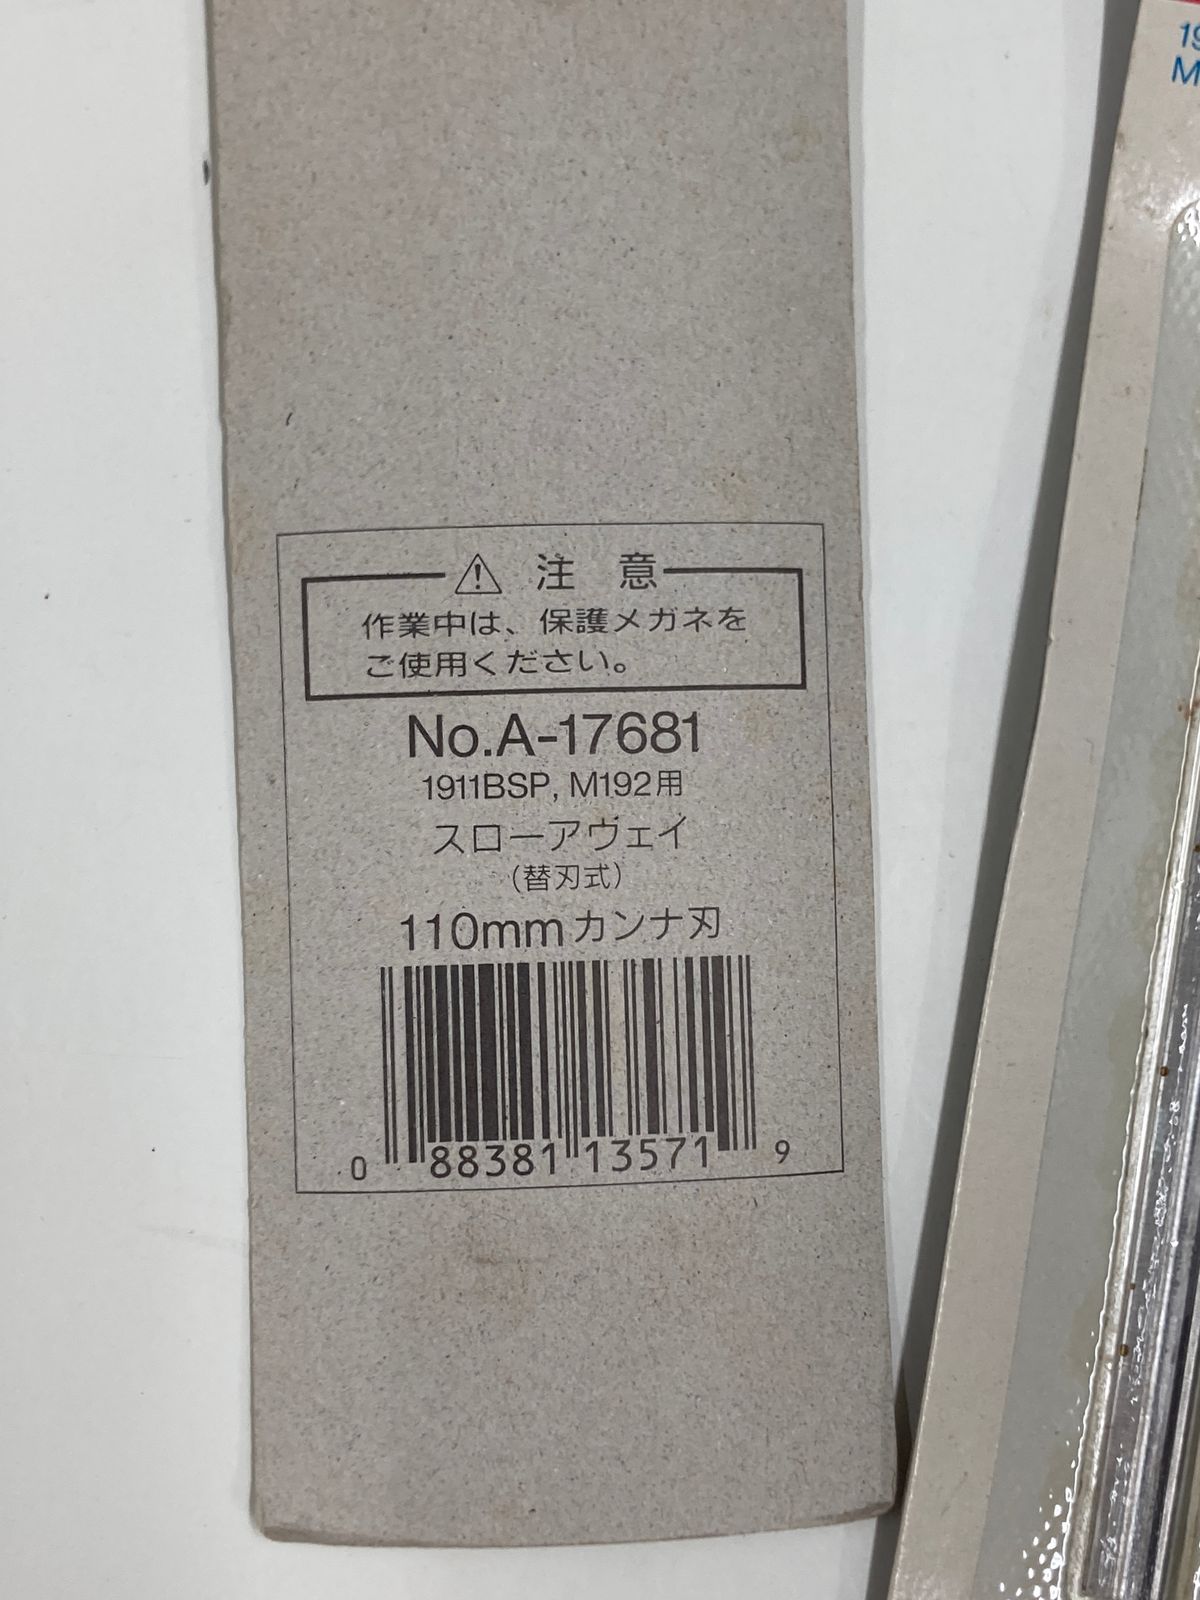 注 意
作業中は、保護メガネを
ご使用ください。
No.A-17681
1911BSP, M192用
スローアウェイ
(替刃式)
110mmカンナ刃
0 88381 13571 9